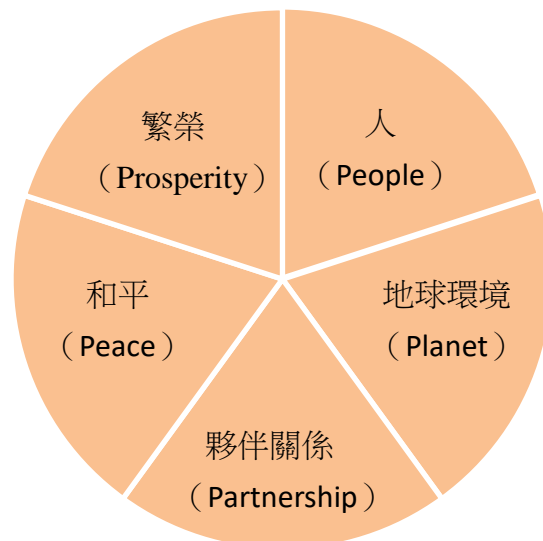 繁榮
（Prosperity）
人
（People）
和平
（Peace）
地球環境
（Planet）
夥伴關係
（Partnership）